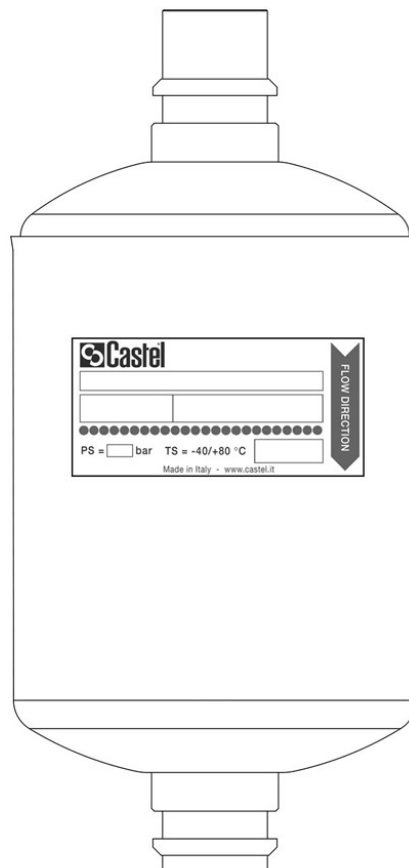 Castel
FLOW DIRECTION
PS = bar TS = -40/+80 °C
Made in Italy - www.castel.it